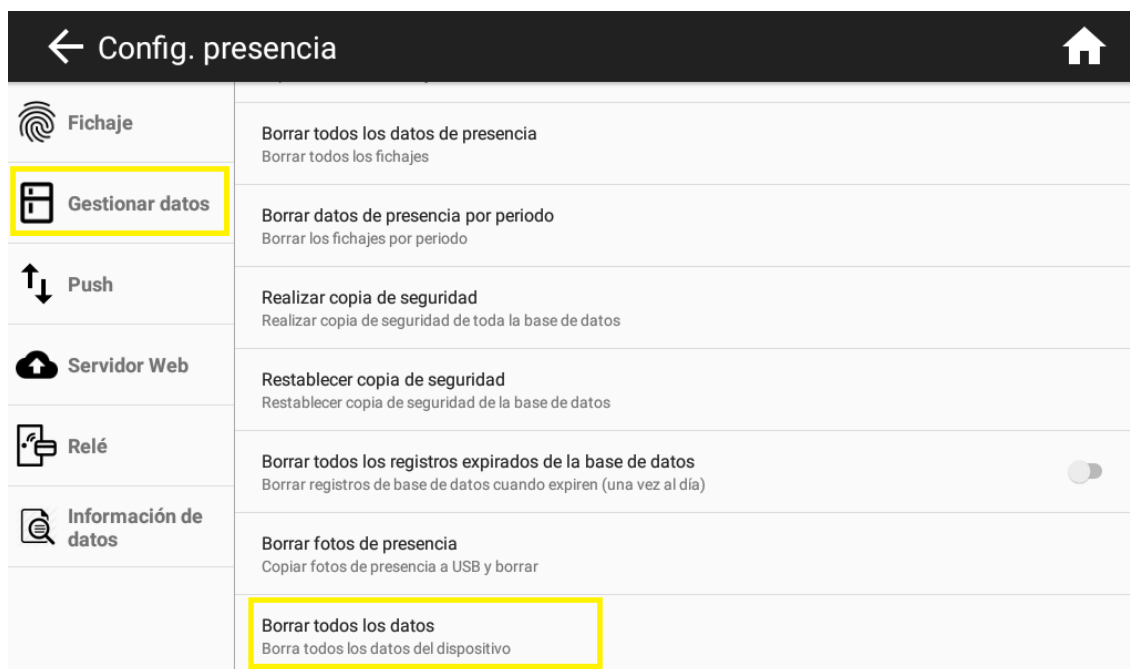 Config. presencia
Fichaje
Gestionar datos
Push
Servidor Web
Relé
Información de
datos
Borrar todos los datos de presencia
Borrar todos los fichajes
Borrar datos de presencia por periodo
Borrar los fichajes por periodo
Realizar copia de seguridad
Realizar copia de seguridad de toda la base de datos
Restablecer copia de seguridad
Restablecer copia de seguridad de la base de datos
Borrar todos los registros expirados de la base de datos
Borrar registros de base de datos cuando expiren (una vez al día)
Borrar fotos de presencia
Copiar fotos de presencia a USB y borrar
Borrar todos los datos
Borra todos los datos del dispositivo